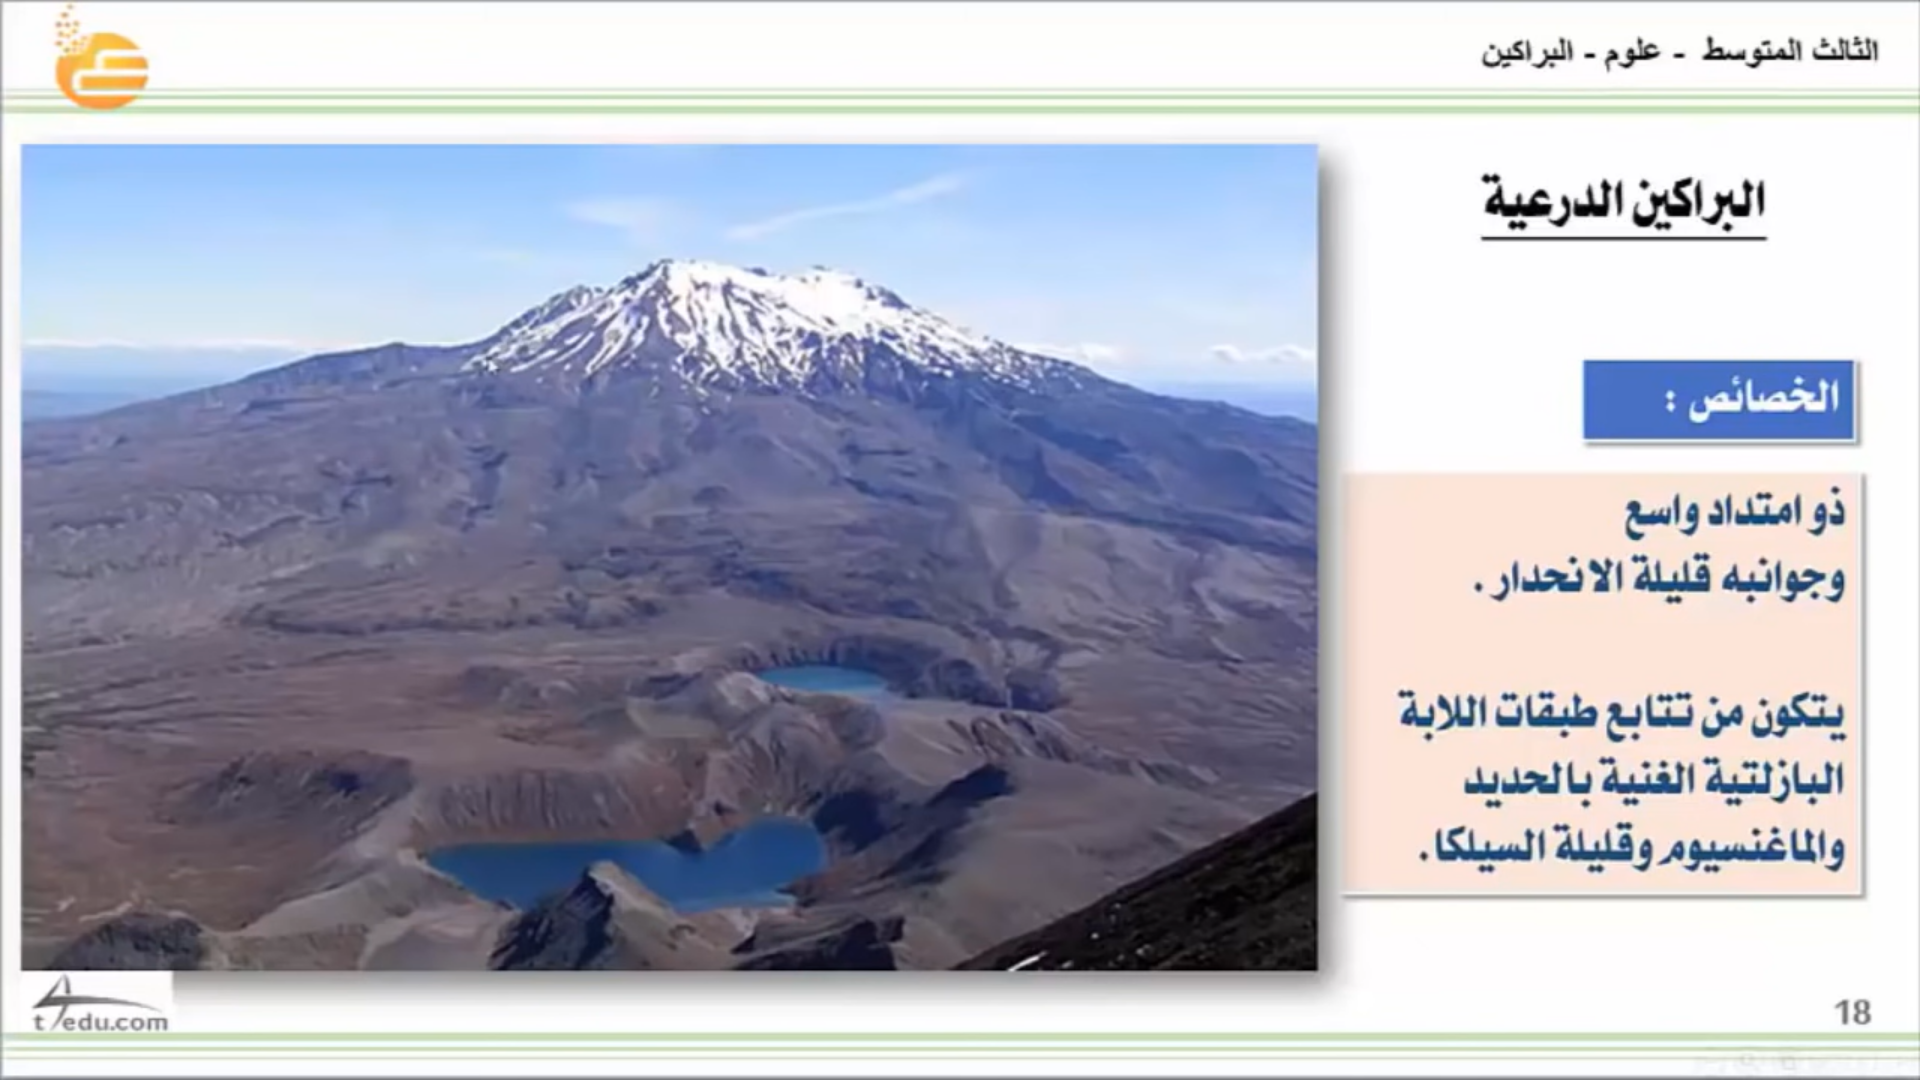 الثالث المتوسط - علوم - البراكين
البراكين الدرعية
الخصائص :
ذو امتداد واسع
وجوانبه قليلة الانحدار .
يتكون من تتابع طبقات اللابة
البازلتية الغنية بالحديد
والماغنسيوم وقليلة السيلكا .
t4edu.com
18